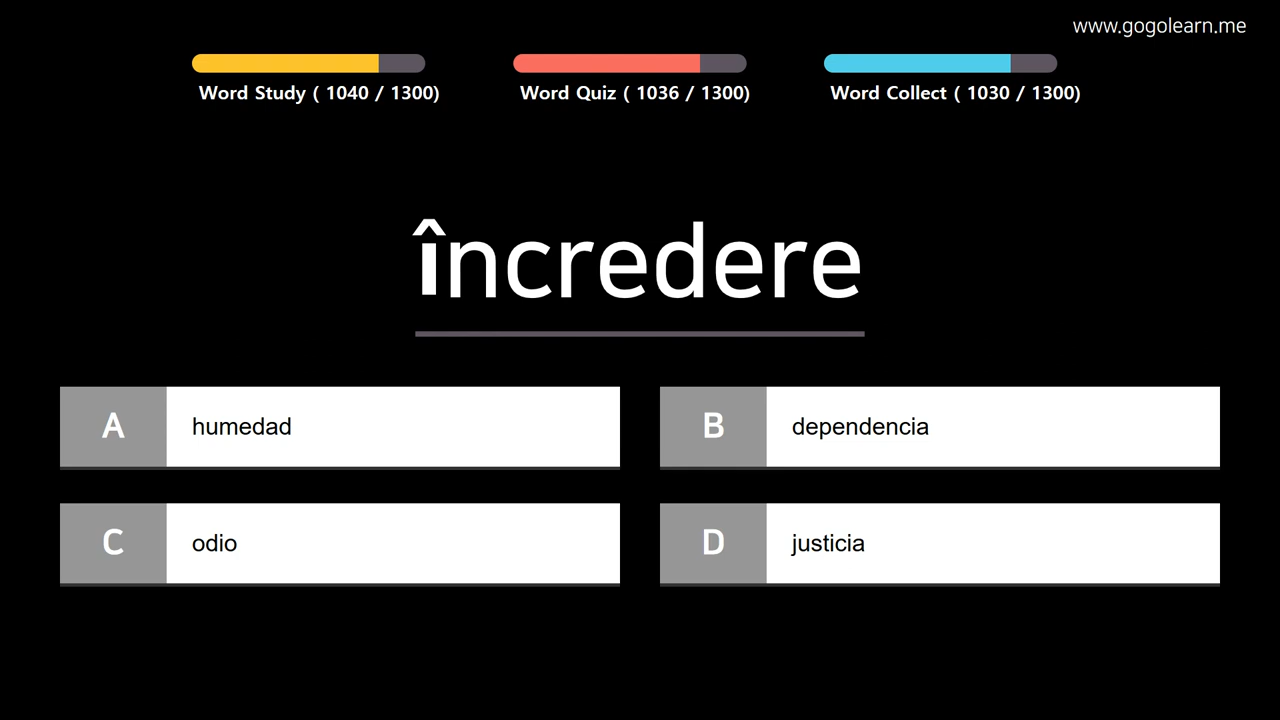 www.gogolearn.me
Word Study ( 1040 / 1300)
Word Quiz ( 1036 / 1300)
Word Collect ( 1030 / 1300)
încredere
A humedad
B dependencia
C odio
D justicia